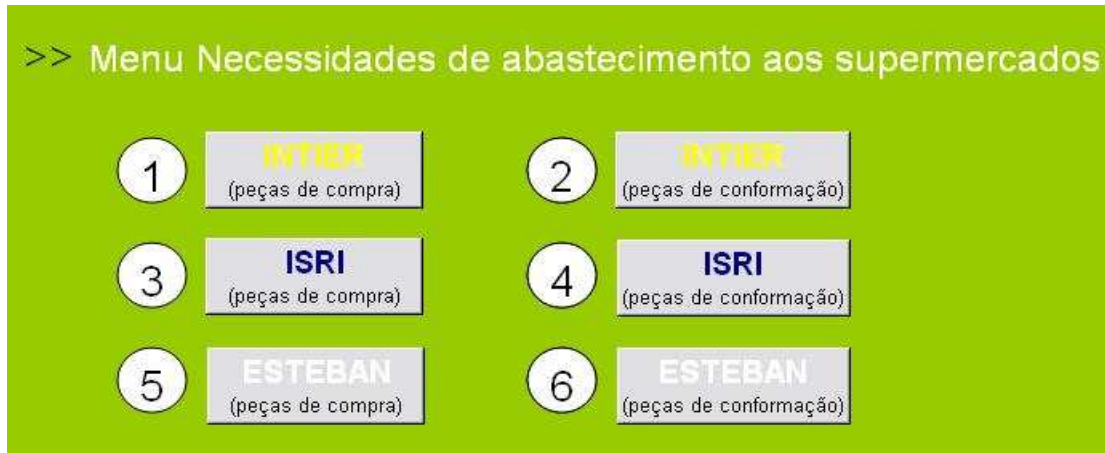 >> Menu Necessidades de abastecimento aos supermercados
1 INTIER 2 INTIER
(peças de compra) (peças de conformação)
3 ISRI 4 ISRI
(peças de compra) (peças de conformação)
5 ESTEBAN 6 ESTEBAN
(peças de compra) (peças de conformação)